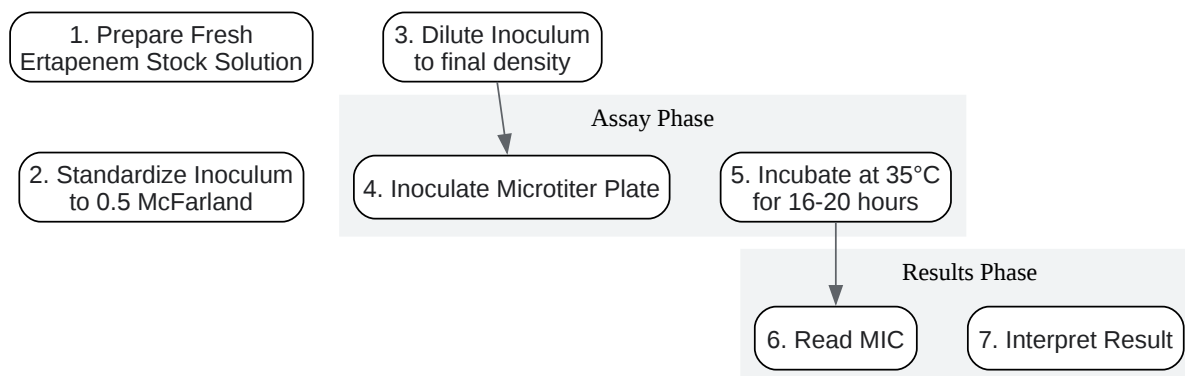 1. Prepare Fresh
Ertapenem Stock Solution
3. Dilute Inoculum
to final density
Assay Phase
2. Standardize Inoculum
to 0.5 McFarland
4. Inoculate Microtiter Plate
5. Incubate at 35°C
for 16-20 hours
Results Phase
6. Read MIC
7. Interpret Result